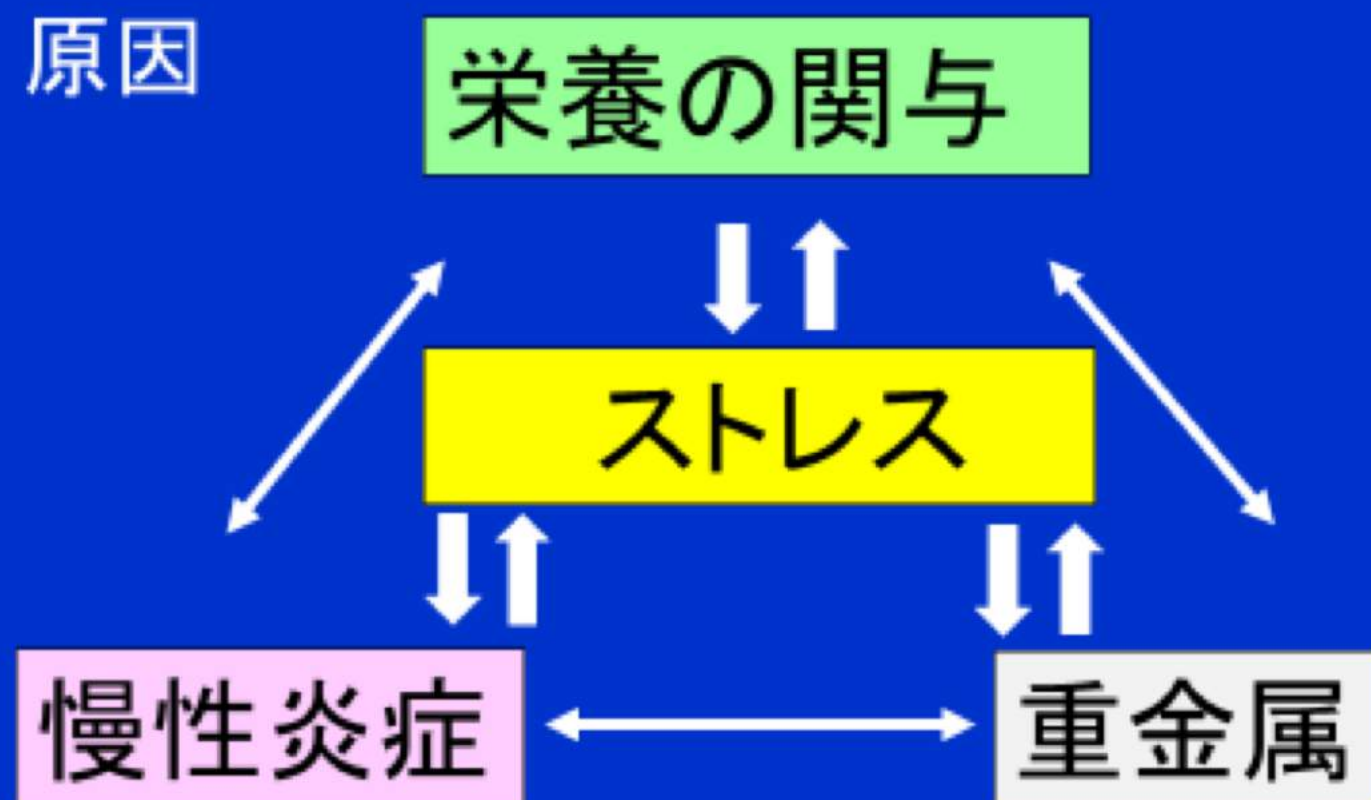 原因
栄養の関与
ストレス
慢性炎症
重金属